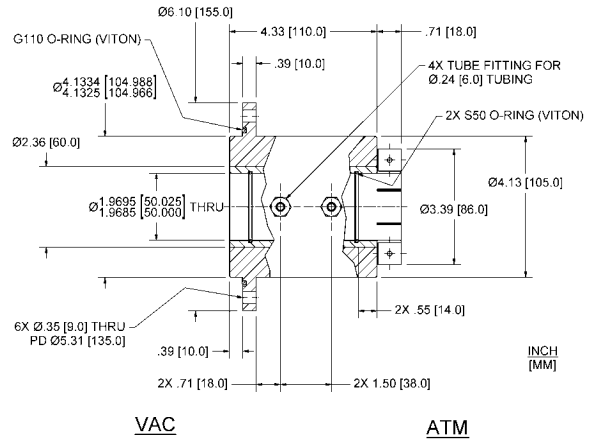 Ø6.10 [155.0]
4.33 [110.0]
.71 [18.0]
G110 O-RING (VITON)
.39 [10.0]
4X TUBE FITTING FOR
Ø.24 [6.0] TUBING
Ø4.1334 [104.988]
4.1325 [104.966]
2X S50 O-RING (VITON)
Ø2.36 [60.0]
Ø4.13 [105.0]
Ø1.9695 [50.025] THRU
1.9685 [50.000]
Ø3.39 [86.0]
6X Ø.35 [9.0] THRU
PD Ø5.31 [135.0]
2X .55 [14.0]
.39 [10.0]
INCH
[MM]
2X .71 [18.0]
2X 1.50 [38.0]
VAC
ATM